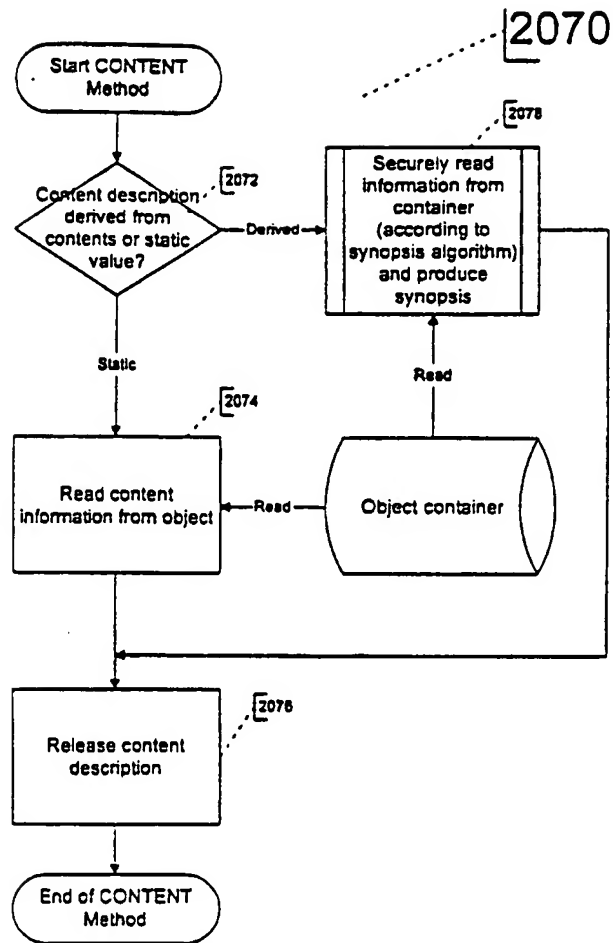 2070
Start CONTENT
Method
2078
2072
Content description
derived from
contents or static
value?
Derived
Securely read
information from
container
(according to
synopsis algorithm)
and produce
synopsis
Static
Read
2074
Read content
information from object
Read
Object container
2076
Release content
description
End of CONTENT
Method